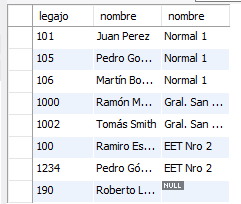 legajo nombre nombre
101 Juan Perez Normal 1
105 Pedro Go... Normal 1
106 Martín Bo... Normal 1
1000 Ramón M... Gral. San ...
1002 Tomás Smith Gral. San ...
100 Ramiro Es... EET Nro 2
1234 Pedro Gó... EET Nro 2
190 Roberto L... NULL